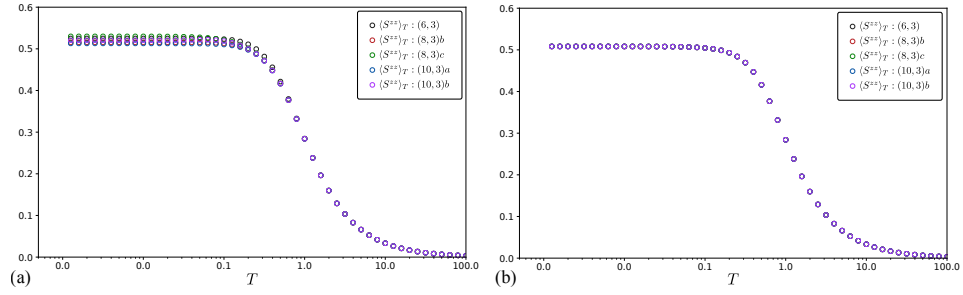 0.6
0.5
0.4
0.3
0.2
0.1
0.0
0.0
0.0
0.1
1.0
10.0
100.0
T
(a)
⟨S^{zz}⟩_T : (6, 3)
⟨S^{zz}⟩_T : (8, 3)b
⟨S^{zz}⟩_T : (8, 3)c
⟨S^{zz}⟩_T : (10, 3)a
⟨S^{zz}⟩_T : (10, 3)b
0.6
0.5
0.4
0.3
0.2
0.1
0.0
0.0
0.0
0.1
1.0
10.0
100.0
T
(b)
⟨S^{zz}⟩_T : (6, 3)
⟨S^{zz}⟩_T : (8, 3)b
⟨S^{zz}⟩_T : (8, 3)c
⟨S^{zz}⟩_T : (10, 3)a
⟨S^{zz}⟩_T : (10, 3)b